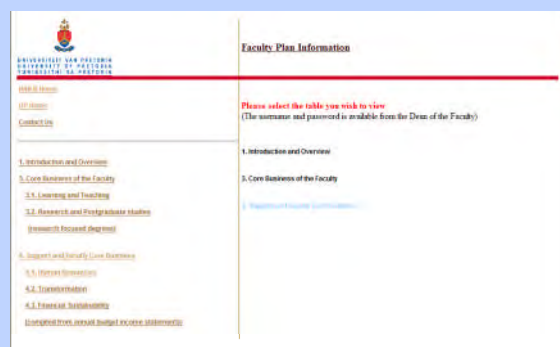 UNIVERSITEIT VAN PRETORIA
UNIVERSITY OF PRETORIA
YUNIBESITHI YA PRETORIA
Faculty Plan Information
Home
UP Home
Contact Us
Please select the table you wish to view
(The username and password is available from the Dean of the Faculty)
1. Introduction and Overview
3. Core Business of the Faculty
1. Introduction and Overview
3. Core Business of the Faculty
3.1. Learning and Teaching
3.2. Research and Postgraduate studies
(research focused degrees)
4. Support and Faculty Core Business
4.1. Human Resources
4.2. Transformation
4.3. Financial Sustainability
(compiled from annual budget income statements)